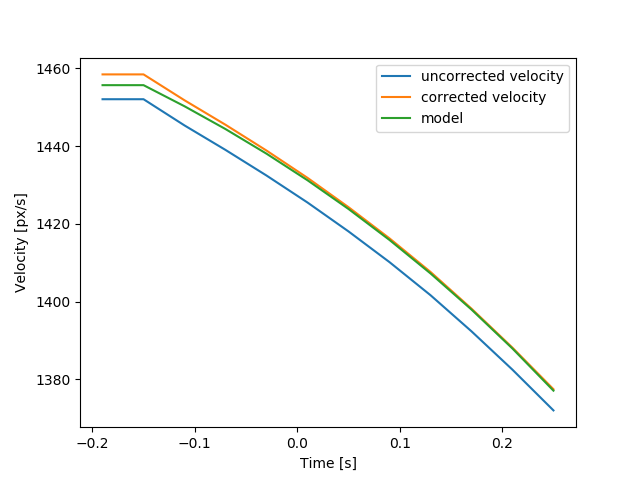 uncorrected velocity
corrected velocity
model
1460
1440
1420
1400
1380
Velocity [px/s]
−0.2
−0.1
0.0
0.1
0.2
Time [s]